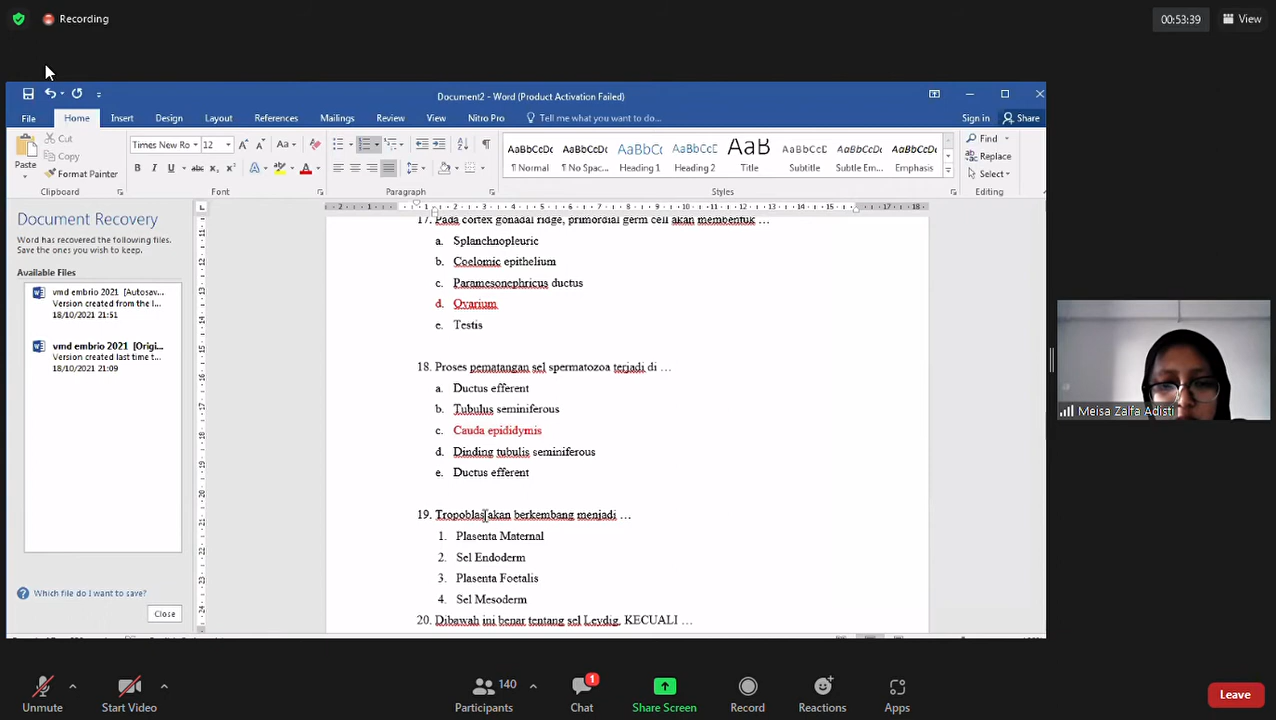 Recording
00:53:39
View
Document2 - Word (Product Activation Failed)
File Home Insert Design Layout References Mailings Review View Nitro Pro Tell me what you want to do... Sign in Share
Paste
Cut
Copy
Format Painter
Clipboard
Times New Ro 12
Font
Paragraph
AaBbCcDc AaBbCcDc AaBbCcD AaBbCcD AaB AaBbCcD AaBbCcDc AaBbCcDc
¶ Normal ¶ No Spac... Heading 1 Heading 2 Title Subtitle Subtle Em... Emphasis
Styles
Find
Replace
Select
Editing
Document Recovery
Word has recovered the following files.
Save the ones you wish to keep.
Available Files
vmd embrio 2021 [Autosav...
Version created from the l...
18/10/2021 21:51
vmd embrio 2021 [Origi...
Version created last time t...
18/10/2021 21:09
Which file do I want to save?
Close
17. Pada cortex gonadal ridge, primordial germ cell akan membentuk …
a. Splanchnopleuric
b. Coelomic epithelium
c. Paramesonephricus ductus
d. Ovarium
e. Testis
18. Proses pematangan sel spermatozoa terjadi di …
a. Ductus efferent
b. Tubulus seminiferous
c. Cauda epididymis
d. Dinding tubulis seminiferous
e. Ductus efferent
19. Tropoblas akan berkembang menjadi …
1. Plasenta Maternal
2. Sel Endoderm
3. Plasenta Foetalis
4. Sel Mesoderm
20. Dibawah ini benar tentang sel Leydig, KECUALI …
Meisa Zalfa Adisti
Unmute
Start Video
140
Participants
1
Chat
Share Screen
Record
Reactions
Apps
Leave